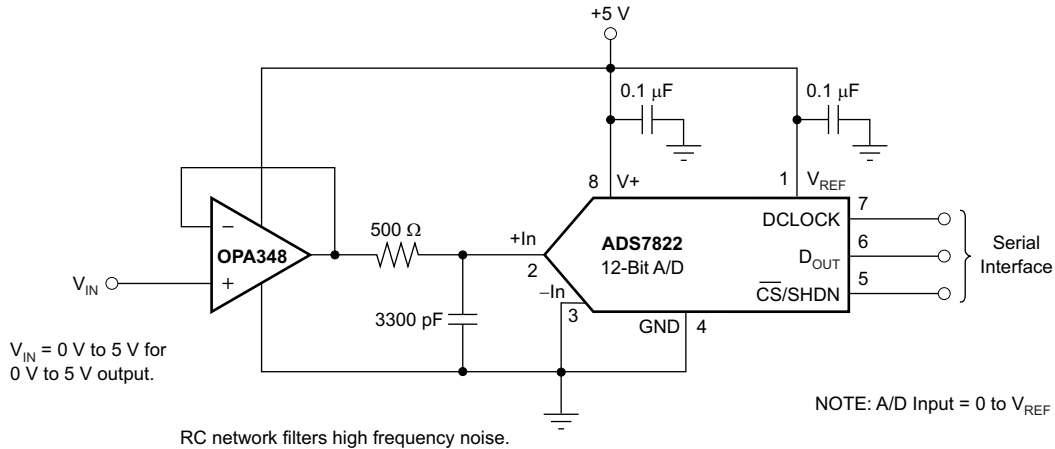 +5 V
0.1 μF
0.1 μF
8 V+
1 V_REF
−
OPA348
+
V_IN
500 Ω
3300 pF
+In
2
−In
3
ADS7822
12-Bit A/D
DCLOCK
7
D_OUT
6
C̅S̅/SHDN
5
GND 4
Serial
Interface
V_IN = 0 V to 5 V for
0 V to 5 V output.
NOTE: A/D Input = 0 to V_REF
RC network filters high frequency noise.